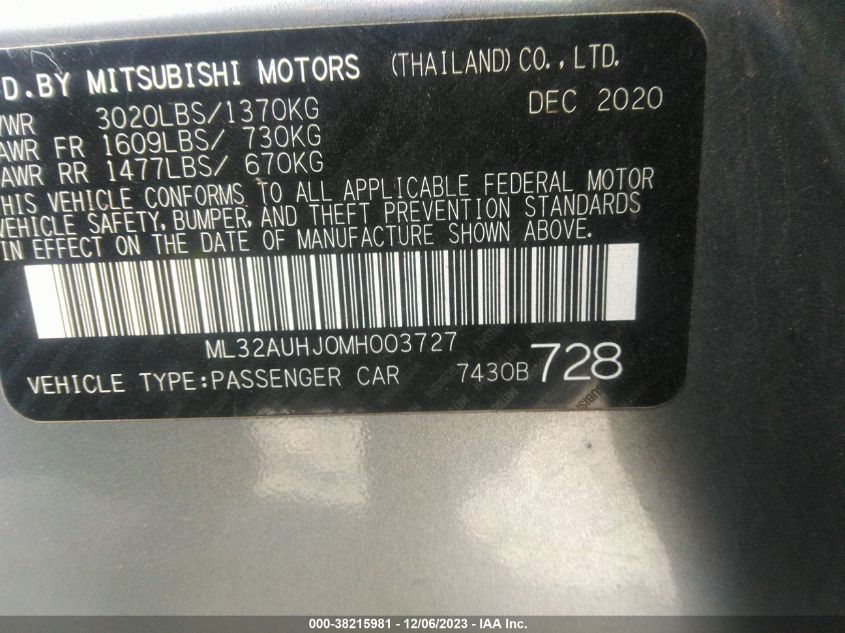 D.BY MITSUBISHI MOTORS (THAILAND) CO., LTD.
VWR 3020LBS/1370KG DEC 2020
AWR FR 1609LBS/ 730KG
AWR RR 1477LBS/ 670KG
THIS VEHICLE CONFORMS TO ALL APPLICABLE FEDERAL MOTOR
VEHICLE SAFETY, BUMPER, AND THEFT PREVENTION STANDARDS
IN EFFECT ON THE DATE OF MANUFACTURE SHOWN ABOVE.
ML32AUHJ0MH003727
VEHICLE TYPE:PASSENGER CAR 7430B 728
000-38215981 - 12/06/2023 - IAA Inc.